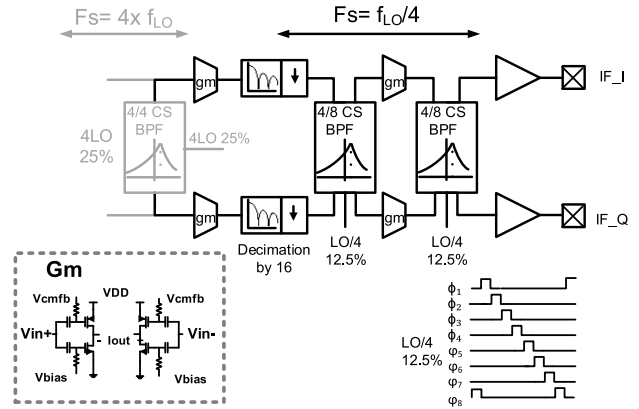 Fs= 4x fLO
Fs= fLO/4
gm
gm
IF_I
4/4 CS
BPF
4/8 CS
BPF
4/8 CS
BPF
4LO
25%
4LO 25%
gm
gm
IF_Q
Decimation
by 16
LO/4
12.5%
LO/4
12.5%
Gm
Vcmfb
VDD
Vcmfb
Vin+
Iout
Vin-
Vbias
Vbias
LO/4
12.5%
ϕ1
ϕ2
ϕ3
ϕ4
φ5
φ6
φ7
φ8